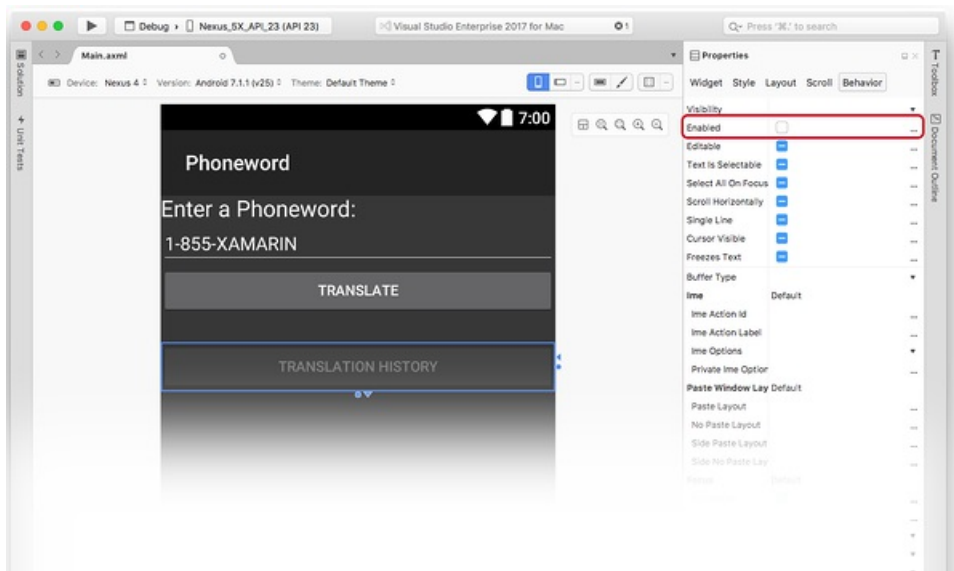 Debug › Nexus_5X_API_23 (API 23)
Visual Studio Enterprise 2017 for Mac
1
Press '⌘.' to search
Solution
Unit Tests
Main.axml
Device: Nexus 4
Version: Android 7.1.1 (v25)
Theme: Default Theme
7:00
Phoneword
Enter a Phoneword:
1-855-XAMARIN
TRANSLATE
TRANSLATION HISTORY
Properties
Widget Style Layout Scroll Behavior
Visibility
Enabled
Editable
Text Is Selectable
Select All On Focus
Scroll Horizontally
Single Line
Cursor Visible
Freezes Text
Buffer Type
Ime Default
Ime Action Id
Ime Action Label
Ime Options
Private Ime Option
Paste Window Lay Default
Paste Layout
No Paste Layout
Side Paste Layout
Side No Paste Lay
Default
Toolbox
Document Outline